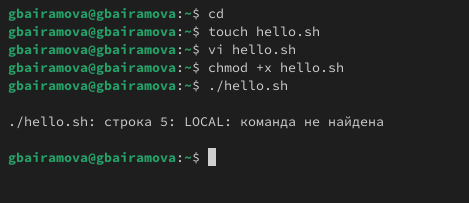 gbairamova@gbairamova:~$ cd
gbairamova@gbairamova:~$ touch hello.sh
gbairamova@gbairamova:~$ vi hello.sh
gbairamova@gbairamova:~$ chmod +x hello.sh
gbairamova@gbairamova:~$ ./hello.sh
./hello.sh: строка 5: LOCAL: команда не найдена
gbairamova@gbairamova:~$